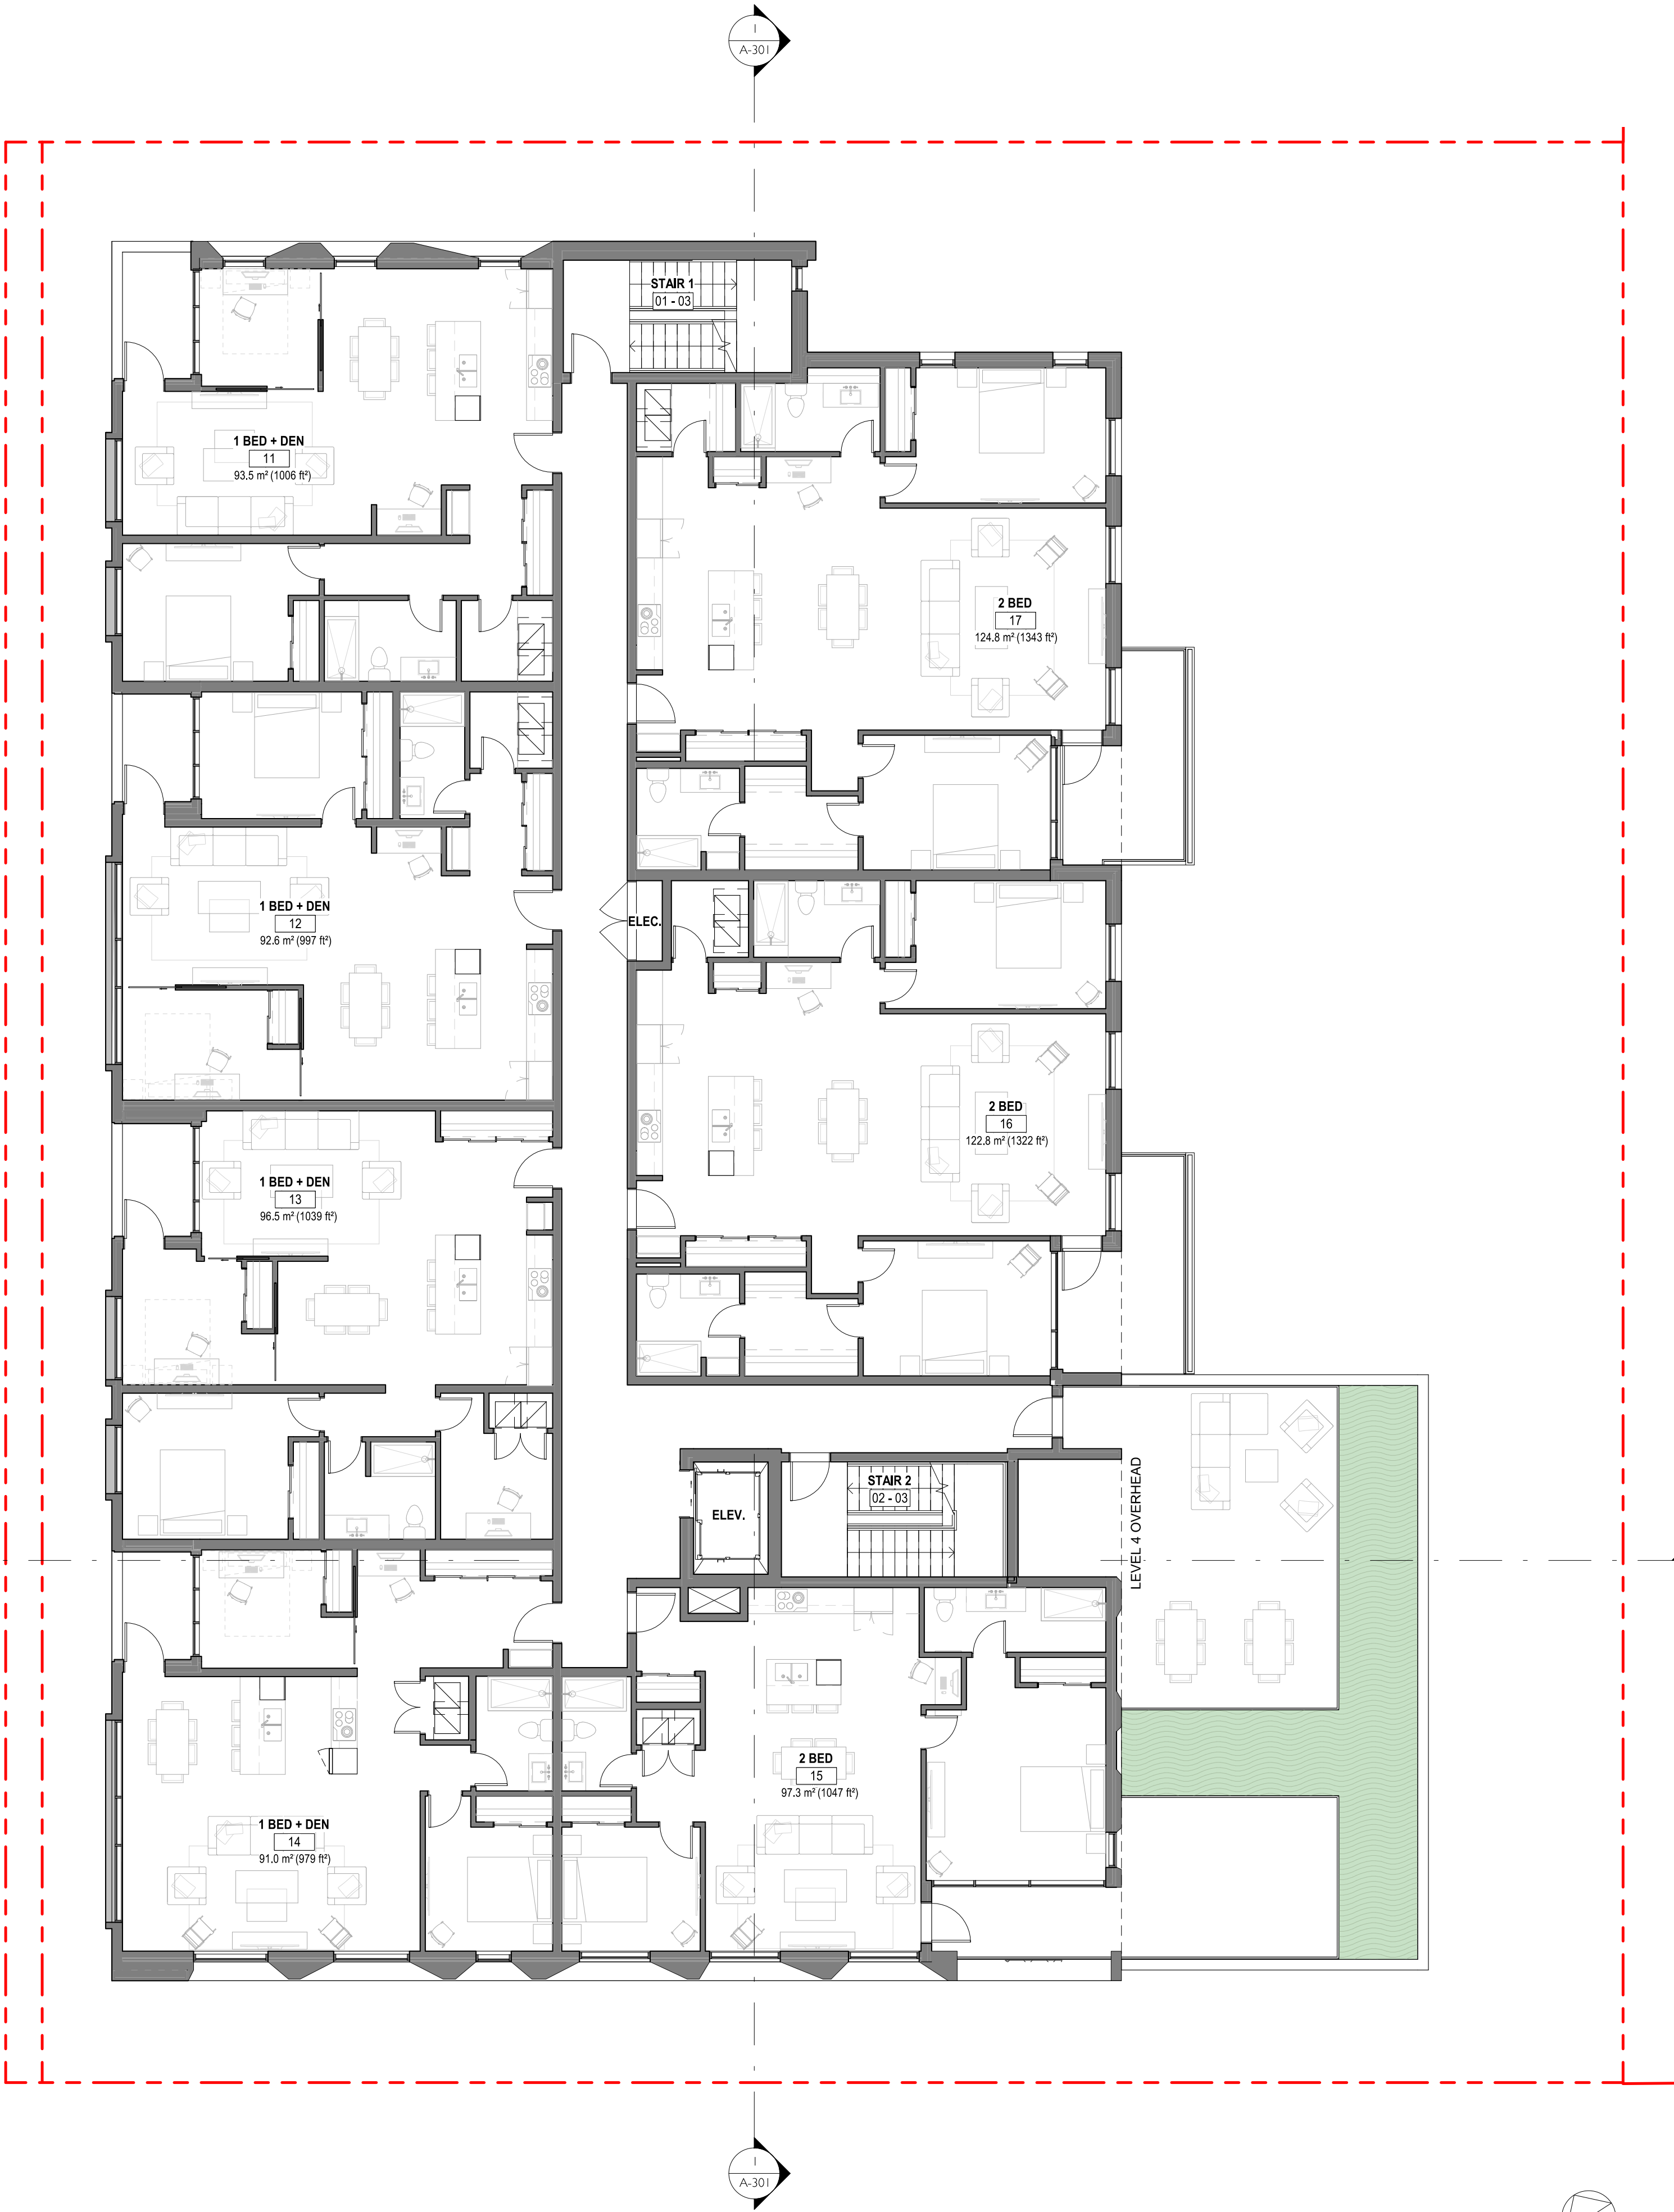 1
A-301
STAIR 1
01 - 03
1 BED + DEN
11
93.5 m² (1006 ft²)
2 BED
17
124.8 m² (1343 ft²)
1 BED + DEN
12
92.6 m² (997 ft²)
ELEC.
2 BED
16
122.8 m² (1322 ft²)
1 BED + DEN
13
96.5 m² (1039 ft²)
STAIR 2
02 - 03
ELEV.
LEVEL 4 OVERHEAD
2 BED
15
97.3 m² (1047 ft²)
1 BED + DEN
14
91.0 m² (979 ft²)
1
A-301